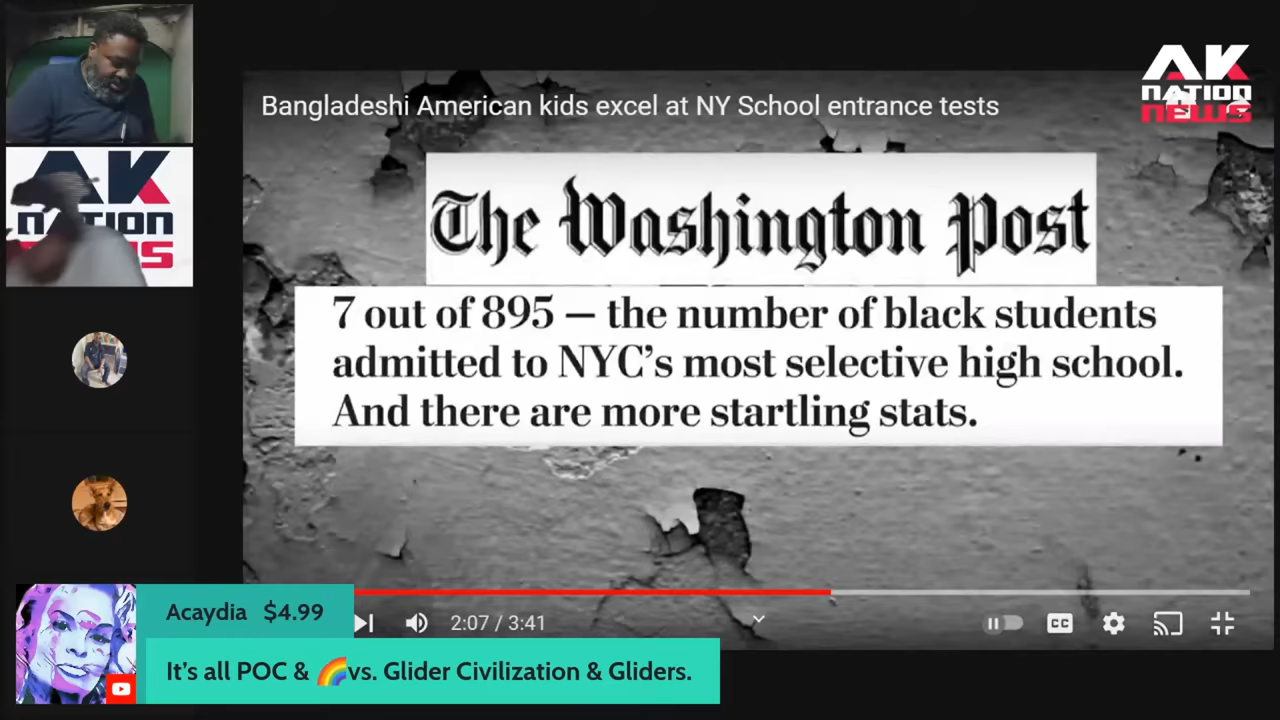 AK
NATION
NEWS
AK
NATION
NEWS
Bangladeshi American kids excel at NY School entrance tests
The Washington Post
7 out of 895 — the number of black students
admitted to NYC’s most selective high school.
And there are more startling stats.
2:07 / 3:41
CC
Acaydia $4.99
It’s all POC & 🌈vs. Glider Civilization & Gliders.